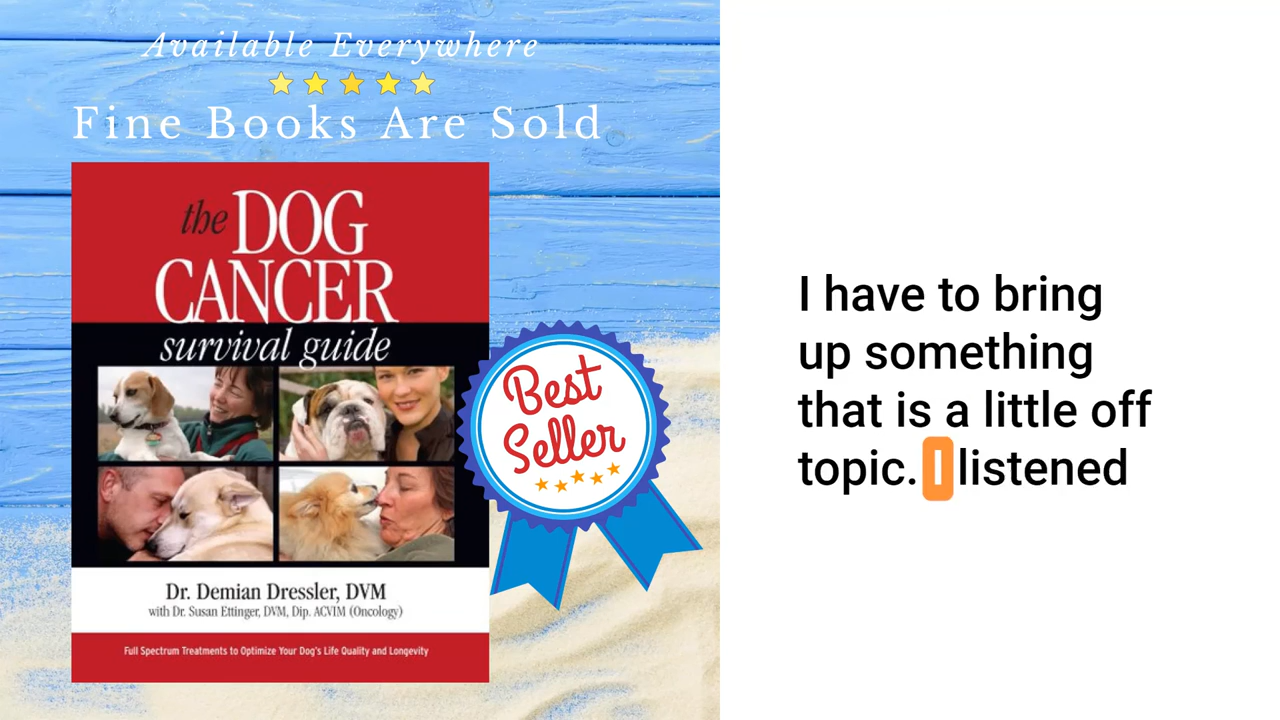 Available Everywhere
Fine Books Are Sold
the DOG
CANCER
survival guide
Best
Seller
Dr. Demian Dressler, DVM
with Dr. Susan Ettinger, DVM, Dip. ACVIM (Oncology)
Full Spectrum Treatments to Optimize Your Dog's Life Quality and Longevity
I have to bring
up something
that is a little off
topic. I listened